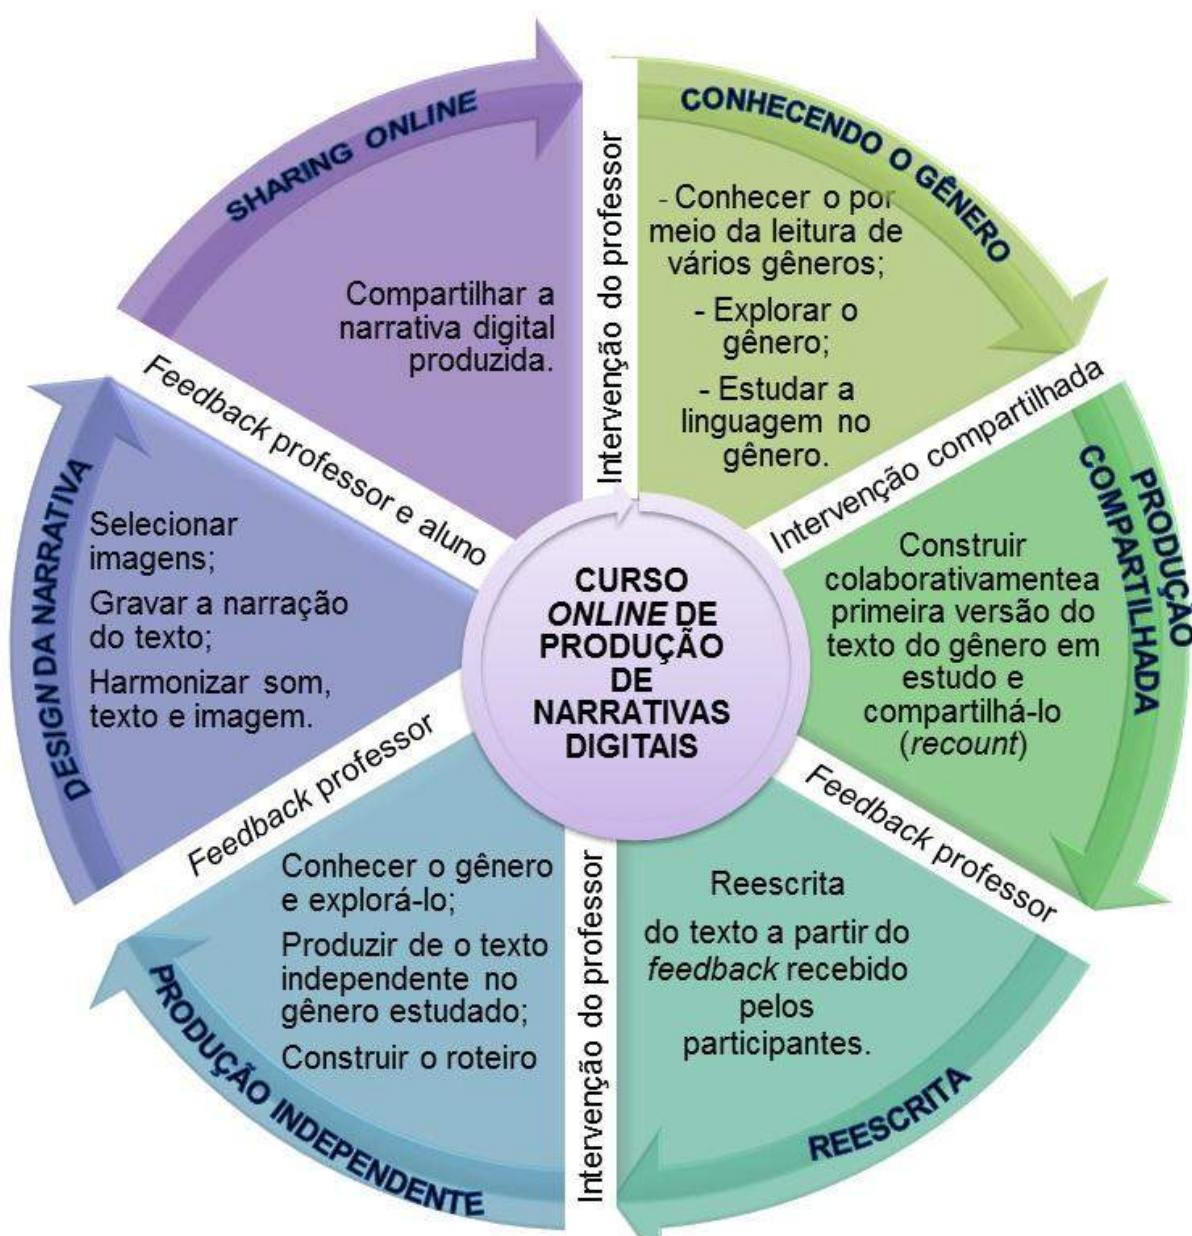 CURSO
ONLINE DE
PRODUÇÃO
DE
NARRATIVAS
DIGITAIS
Intervenção do professor
CONHECENDO O GÊNERO
- Conhecer o por
meio da leitura de
vários gêneros;
- Explorar o
gênero;
- Estudar a
linguagem no
gênero.
Intervenção compartilhada
PRODUÇÃO
COMPARTILHADA
Construir
colaborativamentea
primeira versão do
texto do gênero em
estudo e
compartilhá-lo
(recount)
Feedback professor
REESCRITA
Reescrita
do texto a partir do
feedback recebido
pelos
participantes.
Intervenção do professor
PRODUÇÃO INDEPENDENTE
Conhecer o gênero
e explorá-lo;
Produzir de o texto
independente no
gênero estudado;
Construir o roteiro
Feedback professor
DESIGN DA NARRATIVA
Selecionar
imagens;
Gravar a narração
do texto;
Harmonizar som,
texto e imagem.
Feedback professor e aluno
SHARING ONLINE
Compartilhar a
narrativa digital
produzida.